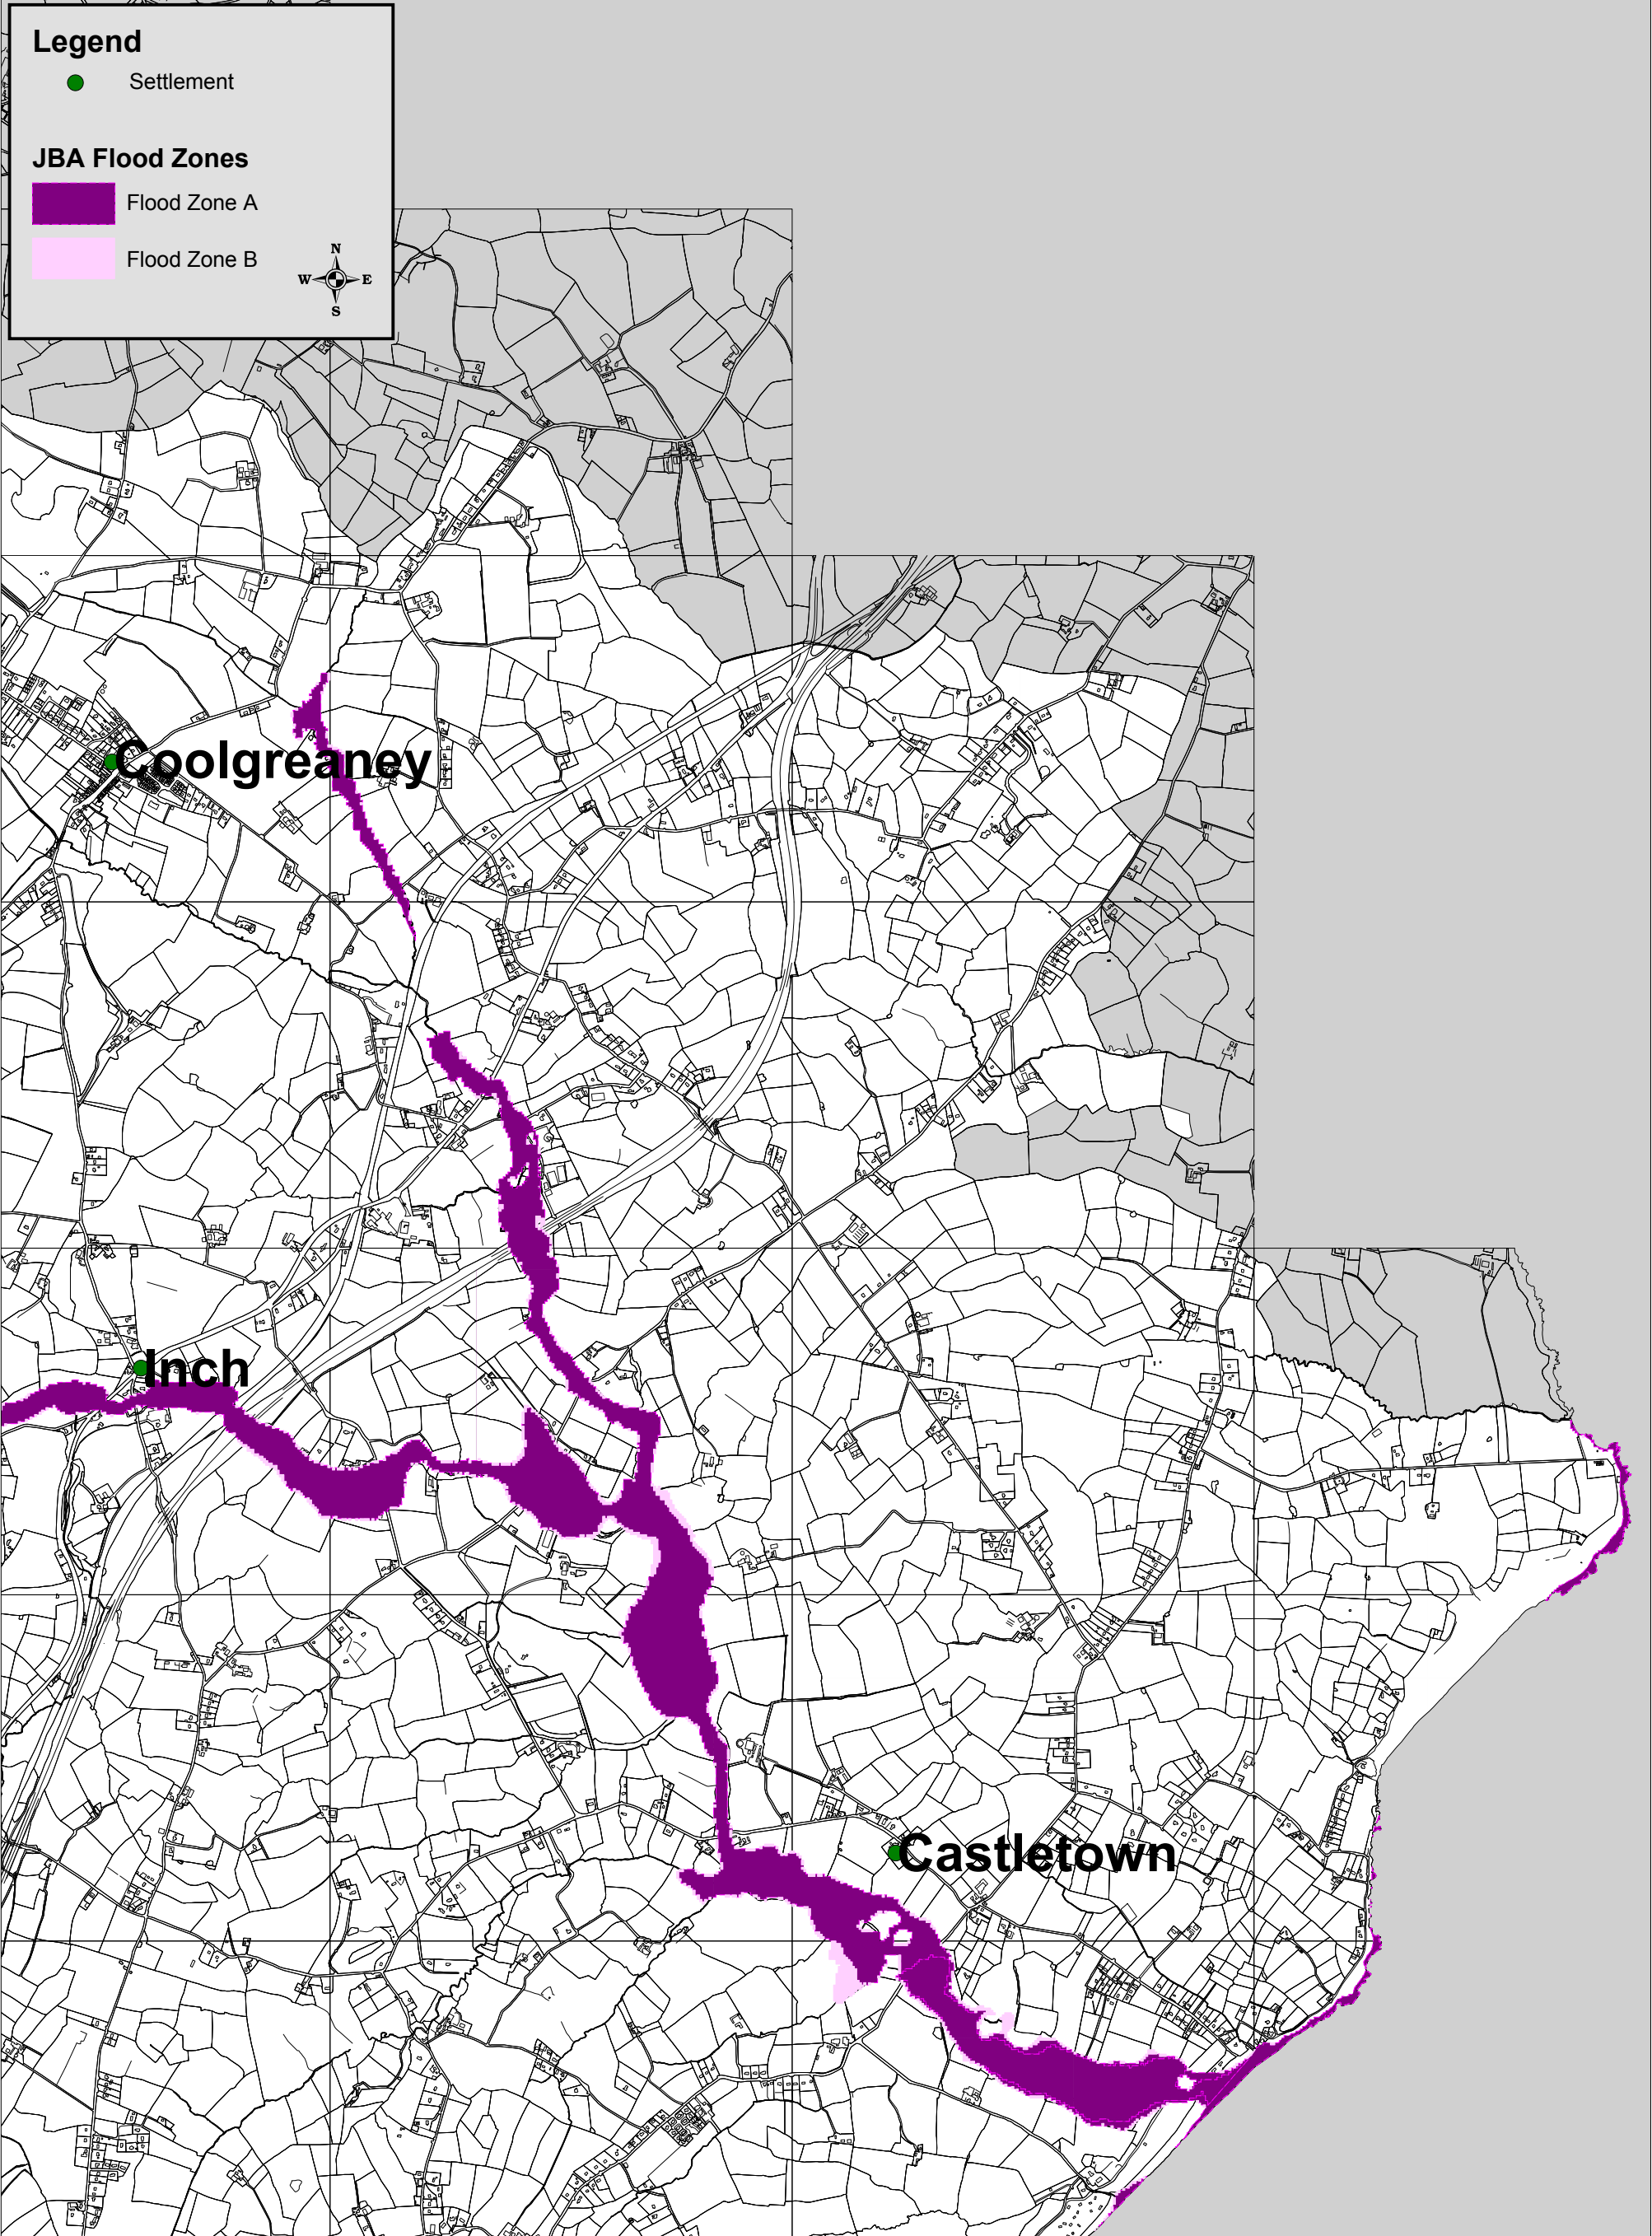 Legend
Settlement
JBA Flood Zones
Flood Zone A
Flood Zone B
N
W E
S
Coolgreaney
Inch
Castletown